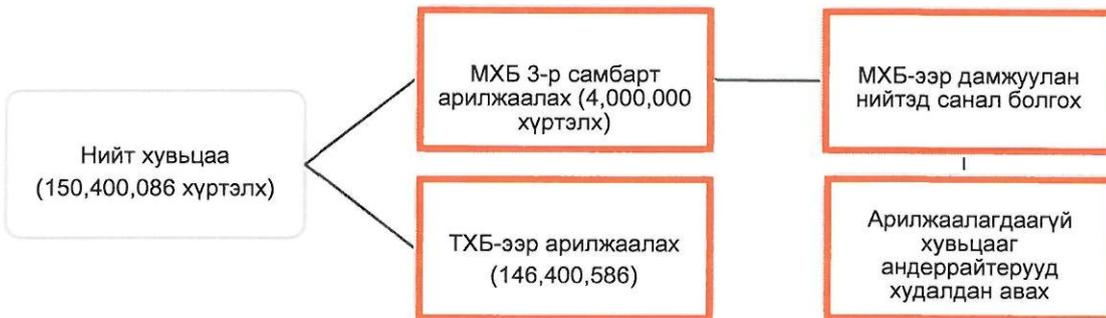 Нийт хувьцаа
(150,400,086 хүртэлх)
МХБ 3-р самбарт
арилжаалах (4,000,000
хүртэлх)
МХБ-ээр дамжуулан
нийтэд санал болгох
ТХБ-ээр арилжаалах
(146,400,586)
Арилжаалагдаагүй
хувьцааг
андеррайтерууд
худалдан авах